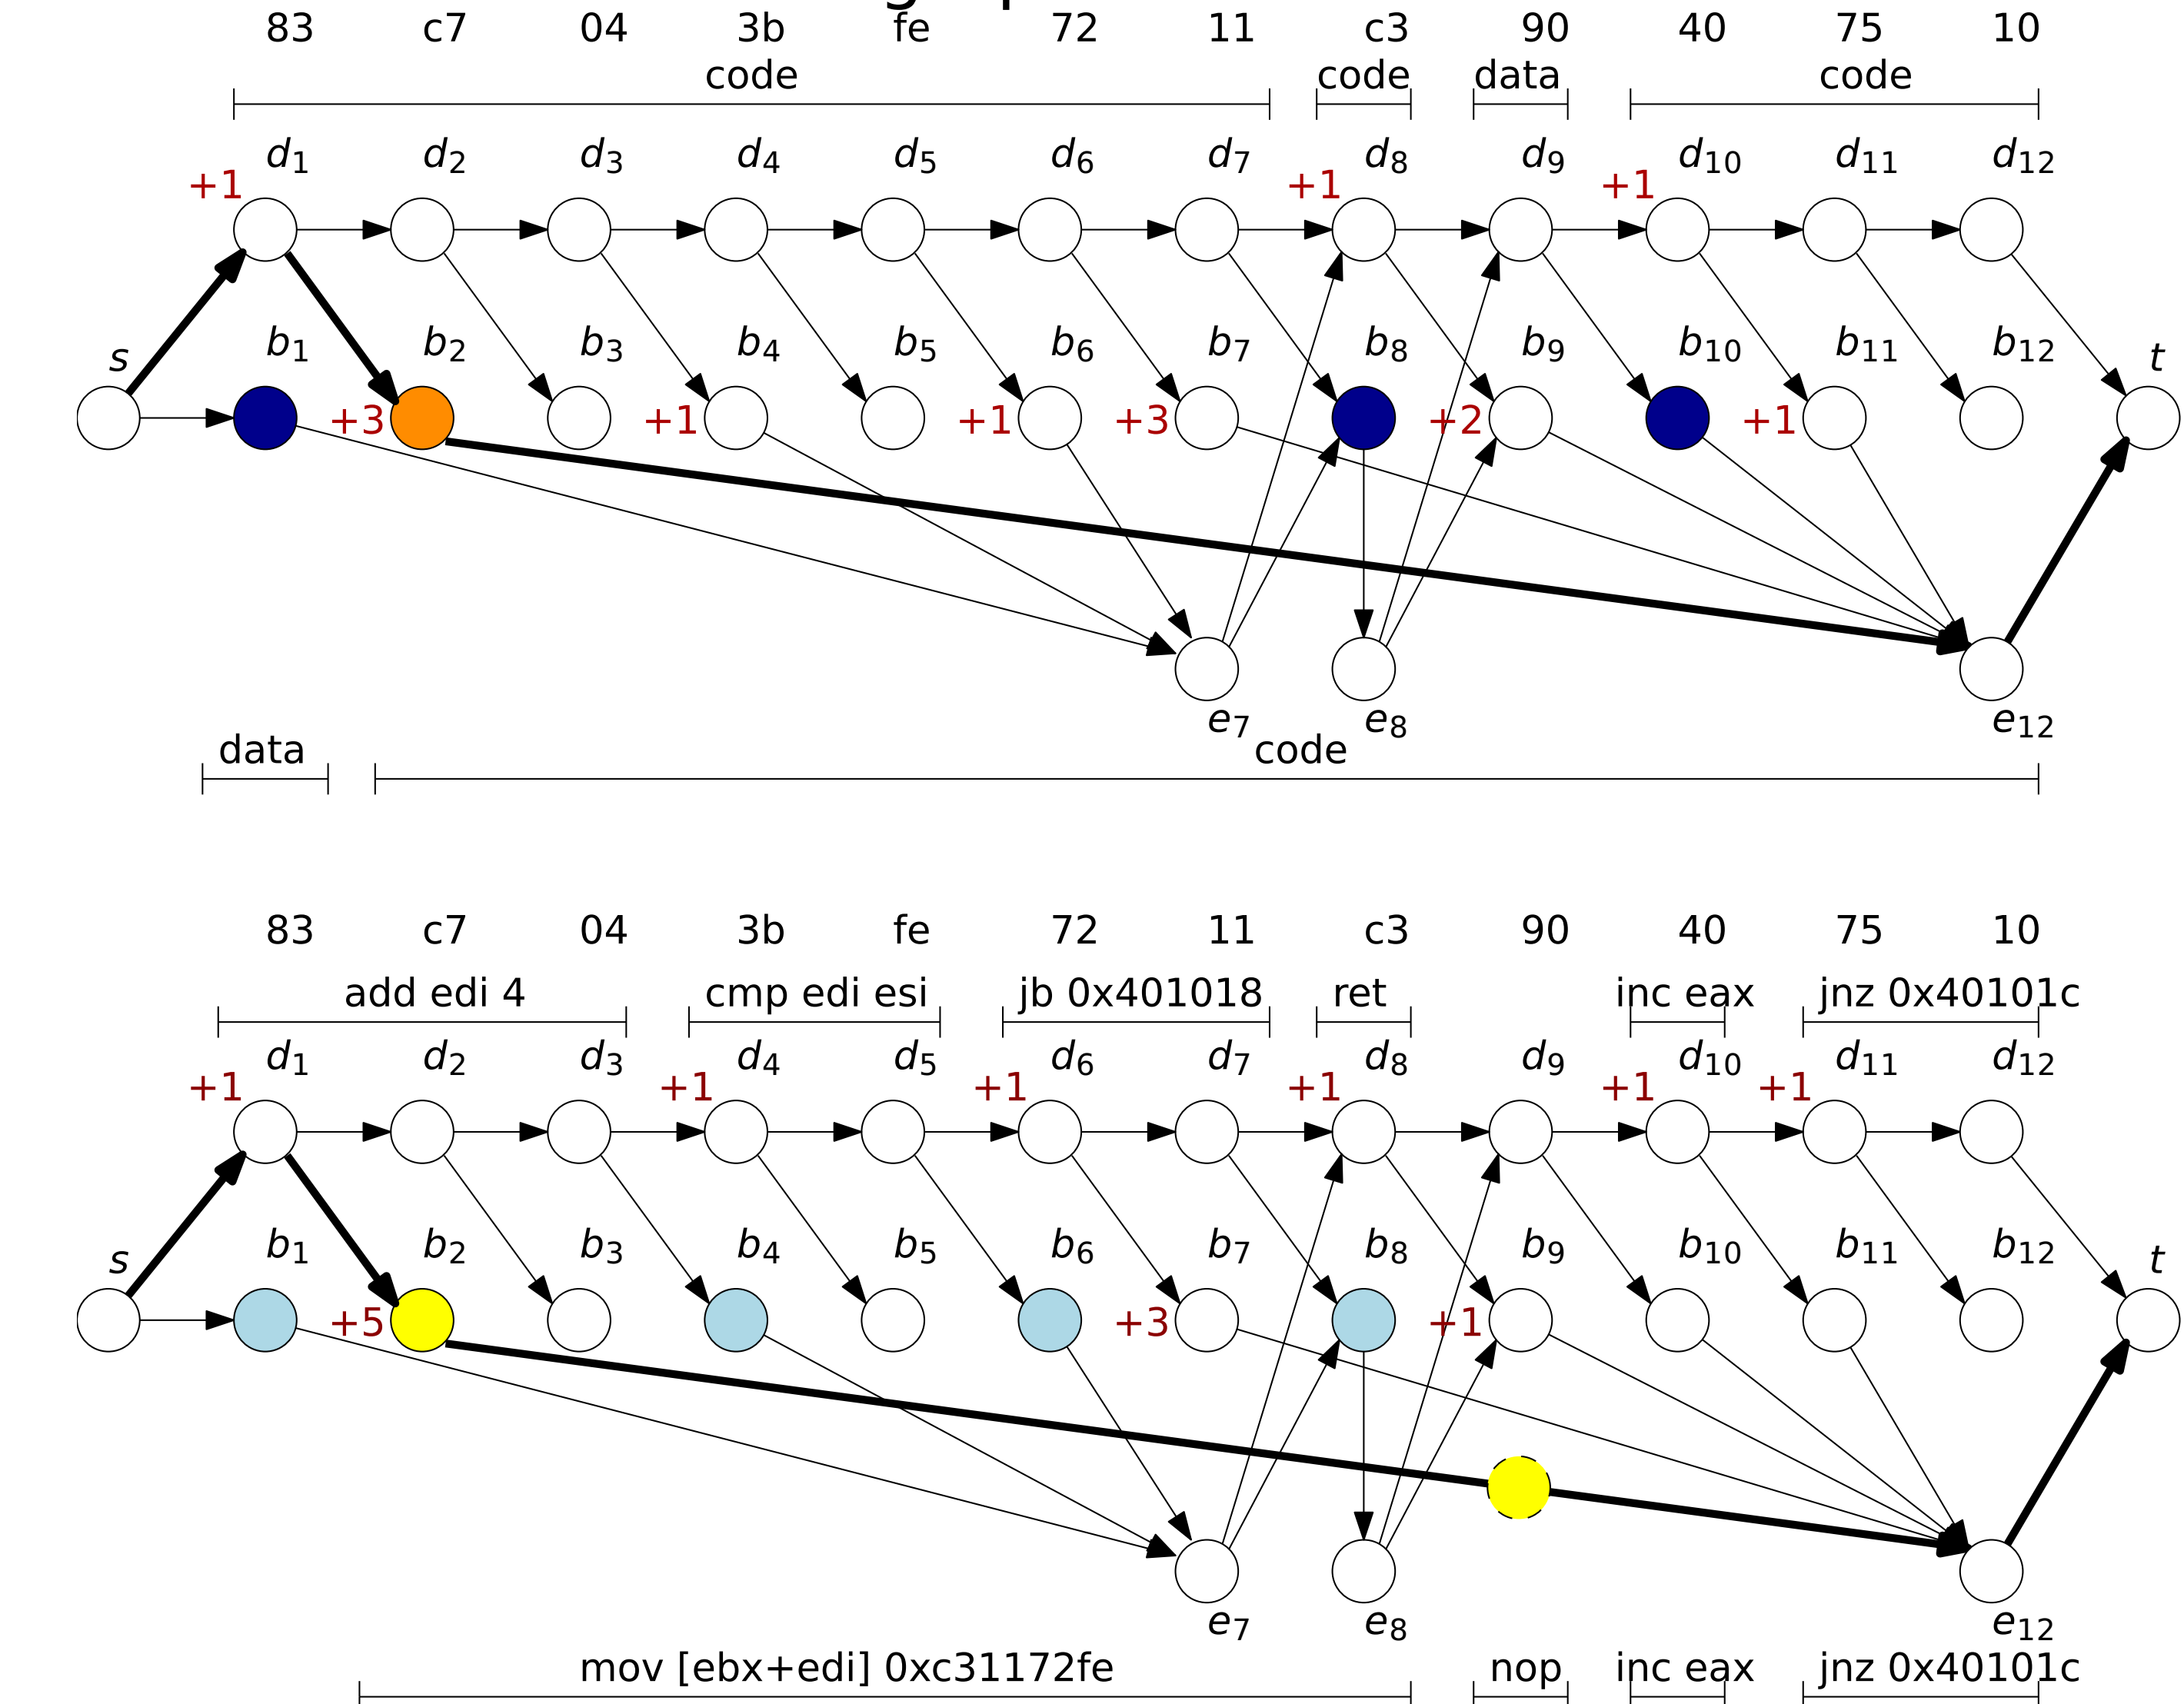 83 c7 04 3b fe 72 11 c3 90 40 75 10
code code data code
d1 d2 d3 d4 d5 d6 d7 d8 d9 d10 d11 d12
+1 +1 +1
s b1 b2 b3 b4 b5 b6 b7 b8 b9 b10 b11 b12 t
+3 +1 +1 +3 +2 +1
e7 e8 e12
data code
83 c7 04 3b fe 72 11 c3 90 40 75 10
add edi 4 cmp edi esi jb 0x401018 ret inc eax jnz 0x40101c
d1 d2 d3 d4 d5 d6 d7 d8 d9 d10 d11 d12
+1 +1 +1 +1 +1 +1
s b1 b2 b3 b4 b5 b6 b7 b8 b9 b10 b11 b12 t
+5 +3 +1
e7 e8 e12
mov [ebx+edi] 0xc31172fe nop inc eax jnz 0x40101c